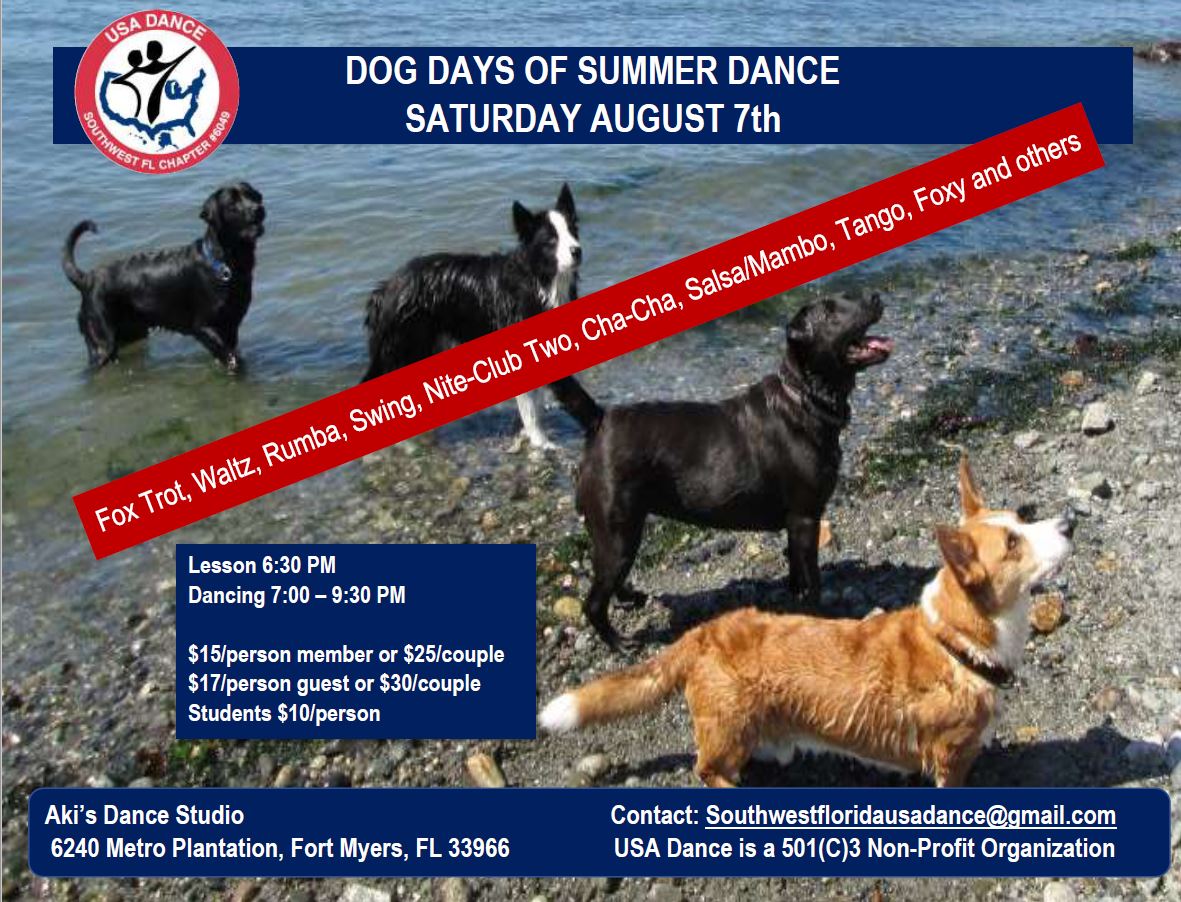 USA DANCE
SOUTHWEST FL CHAPTER #6049
DOG DAYS OF SUMMER DANCE
SATURDAY AUGUST 7th
Fox Trot, Waltz, Rumba, Swing, Nite-Club Two, Cha-Cha, Salsa/Mambo, Tango, Foxy and others
Lesson 6:30 PM
Dancing 7:00 – 9:30 PM
$15/person member or $25/couple
$17/person guest or $30/couple
Students $10/person
Aki’s Dance Studio
6240 Metro Plantation, Fort Myers, FL 33966
Contact: Southwestfloridausadance@gmail.com
USA Dance is a 501(C)3 Non-Profit Organization